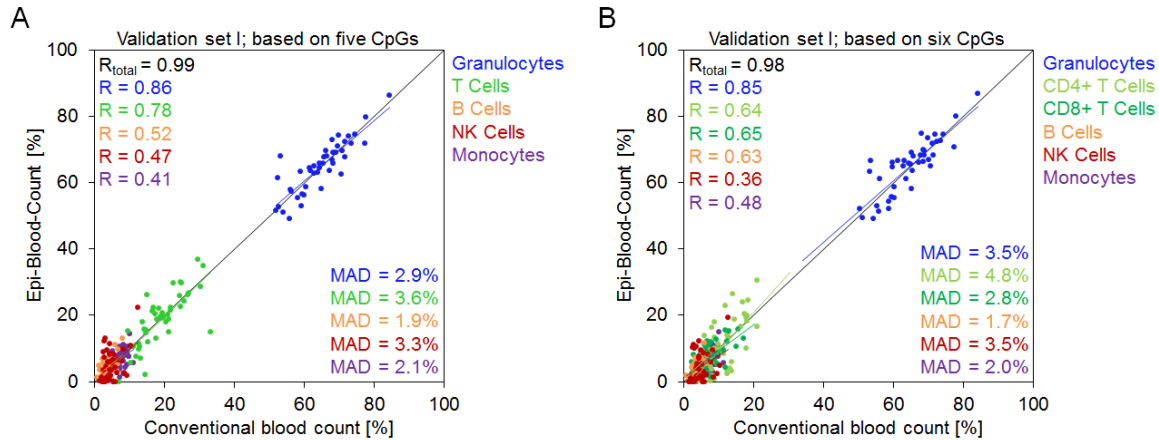 A
Validation set I; based on five CpGs
Epi-Blood-Count [%]
100
80
60
40
20
0
Rtotal = 0.99
R = 0.86
R = 0.78
R = 0.52
R = 0.47
R = 0.41
Granulocytes
T Cells
B Cells
NK Cells
Monocytes
MAD = 2.9%
MAD = 3.6%
MAD = 1.9%
MAD = 3.3%
MAD = 2.1%
0 20 40 60 80 100
Conventional blood count [%]
B
Validation set I; based on six CpGs
Epi-Blood-Count [%]
100
80
60
40
20
0
Rtotal = 0.98
R = 0.85
R = 0.64
R = 0.65
R = 0.63
R = 0.36
R = 0.48
Granulocytes
CD4+ T Cells
CD8+ T Cells
B Cells
NK Cells
Monocytes
MAD = 3.5%
MAD = 4.8%
MAD = 2.8%
MAD = 1.7%
MAD = 3.5%
MAD = 2.0%
0 20 40 60 80 100
Conventional blood count [%]